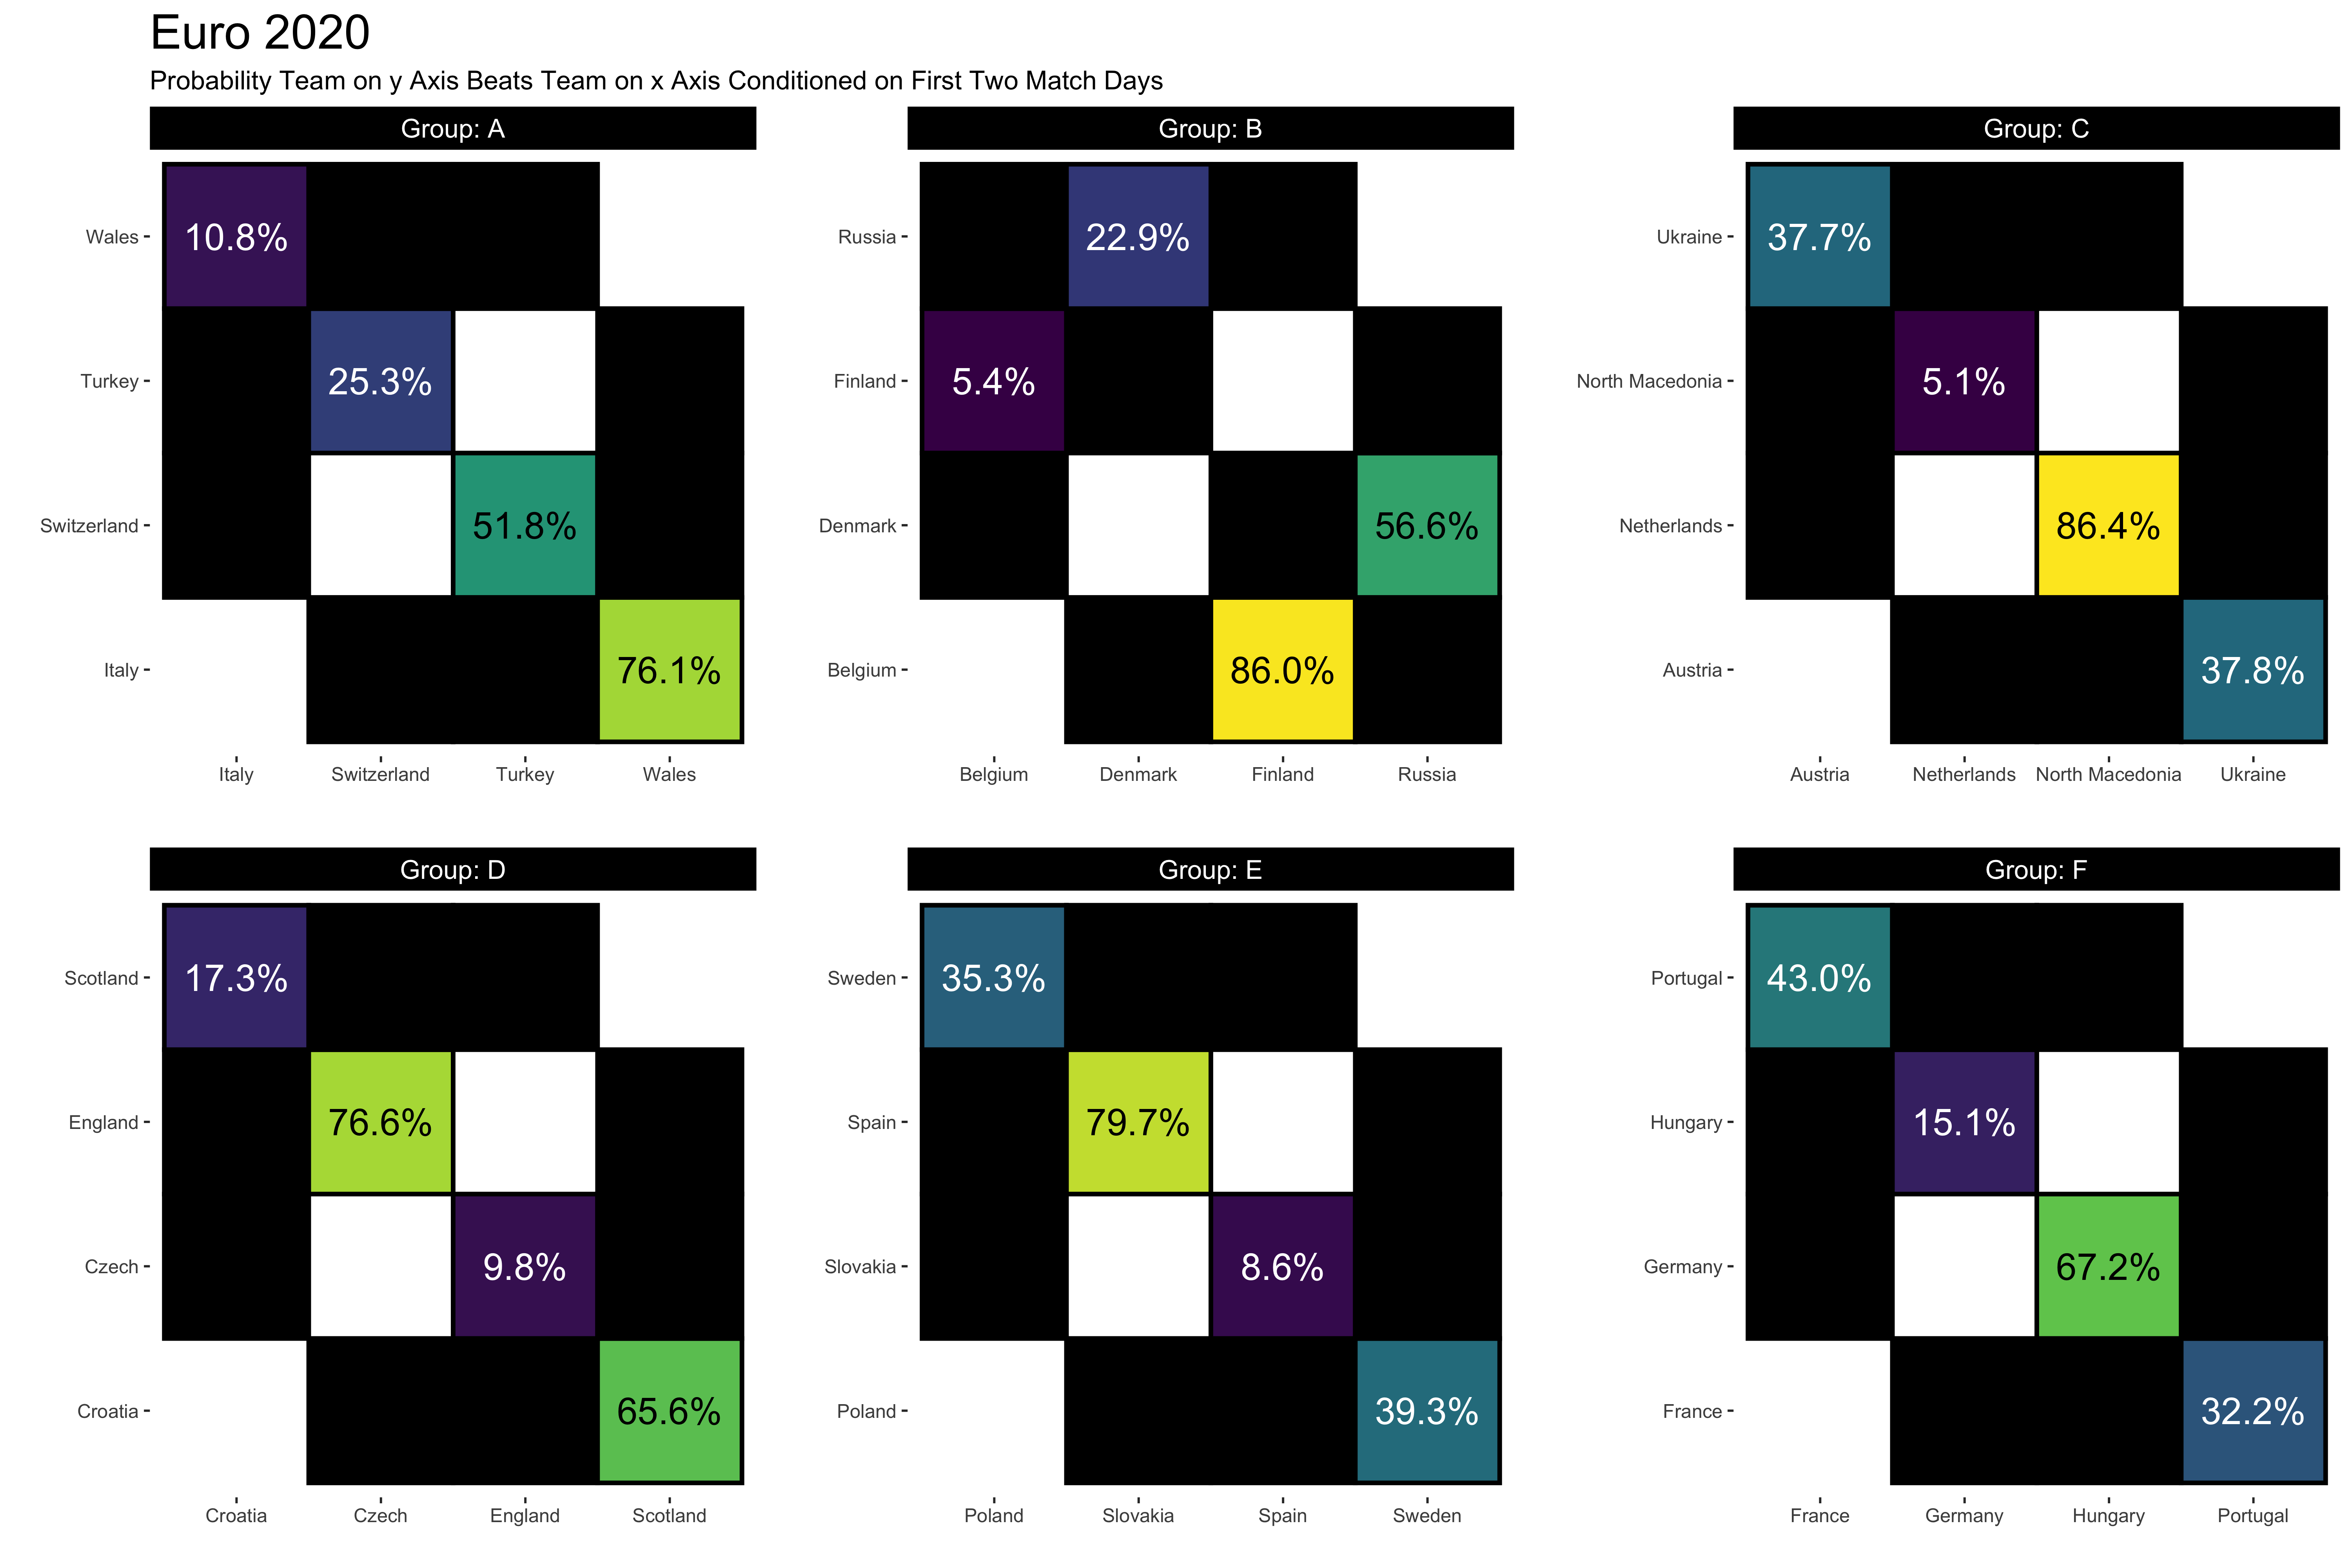 Euro 2020
Probability Team on y Axis Beats Team on x Axis Conditioned on First Two Match Days
Group: A
Wales 10.8%
Turkey 25.3%
Switzerland 51.8%
Italy 76.1%
Italy Switzerland Turkey Wales
Group: B
Russia 22.9%
Finland 5.4%
Denmark 56.6%
Belgium 86.0%
Belgium Denmark Finland Russia
Group: C
Ukraine 37.7%
North Macedonia 5.1%
Netherlands 86.4%
Austria 37.8%
Austria Netherlands North Macedonia Ukraine
Group: D
Scotland 17.3%
England 76.6%
Czech 9.8%
Croatia 65.6%
Croatia Czech England Scotland
Group: E
Sweden 35.3%
Spain 79.7%
Slovakia 8.6%
Poland 39.3%
Poland Slovakia Spain Sweden
Group: F
Portugal 43.0%
Hungary 15.1%
Germany 67.2%
France 32.2%
France Germany Hungary Portugal